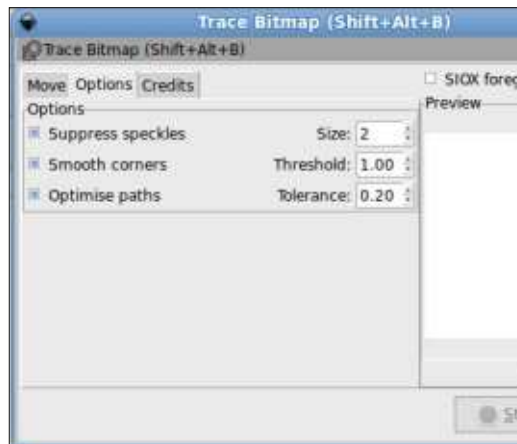 Trace Bitmap (Shift+Alt+B)
Trace Bitmap (Shift+Alt+B)
Move Options Credits
SIOX foreg
Options
Preview
Suppress speckles Size: 2
Smooth corners Threshold: 1.00
Optimise paths Tolerance: 0.20